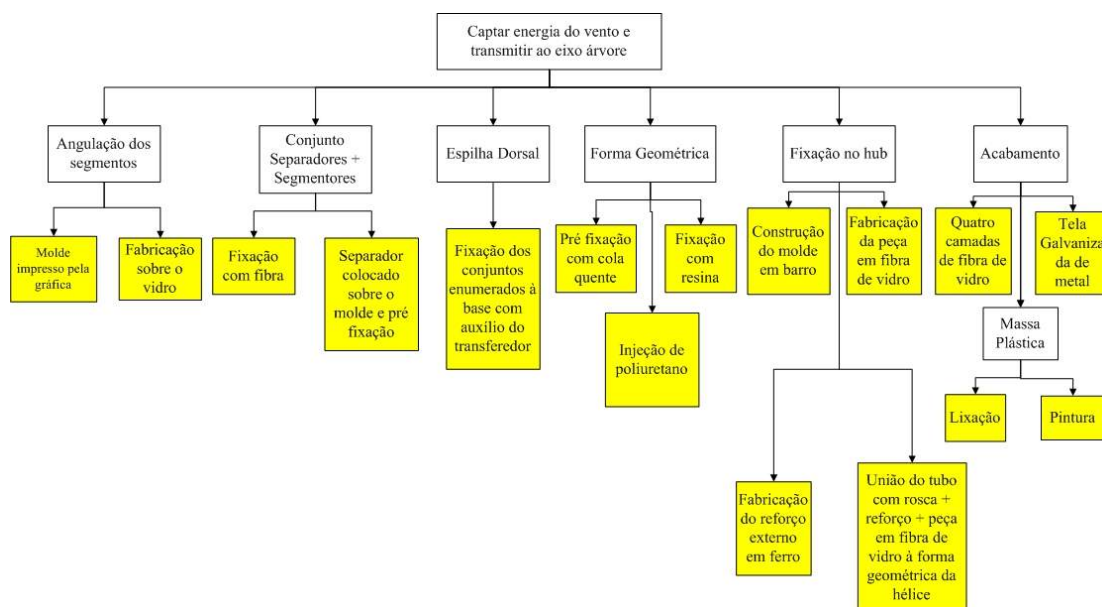 Captar energia do vento e
transmitir ao eixo árvore
Angulação dos
segmentos
Conjunto
Separadores +
Segmentores
Espilha Dorsal
Forma Geométrica
Fixação no hub
Acabamento
Molde
impresso pela
gráfica
Fabricação
sobre o
vidro
Fixação
com fibra
Separador
colocado
sobre o
molde e pré
fixação
Fixação dos
conjuntos
enumerados à
base com
auxílio do
transferedor
Pré fixação
com cola
quente
Fixação
com
resina
Injeção de
poliuretano
Construção
do molde
em barro
Fabricação
da peça
em fibra
de vidro
Quatro
camadas
de fibra de
vidro
Tela
Galvaniza
da de
metal
Massa
Plástica
Lixação
Pintura
Fabricação
do reforço
externo
em ferro
União do tubo
com rosca +
reforço + peça
em fibra de
vidro à forma
geométrica da
hélice